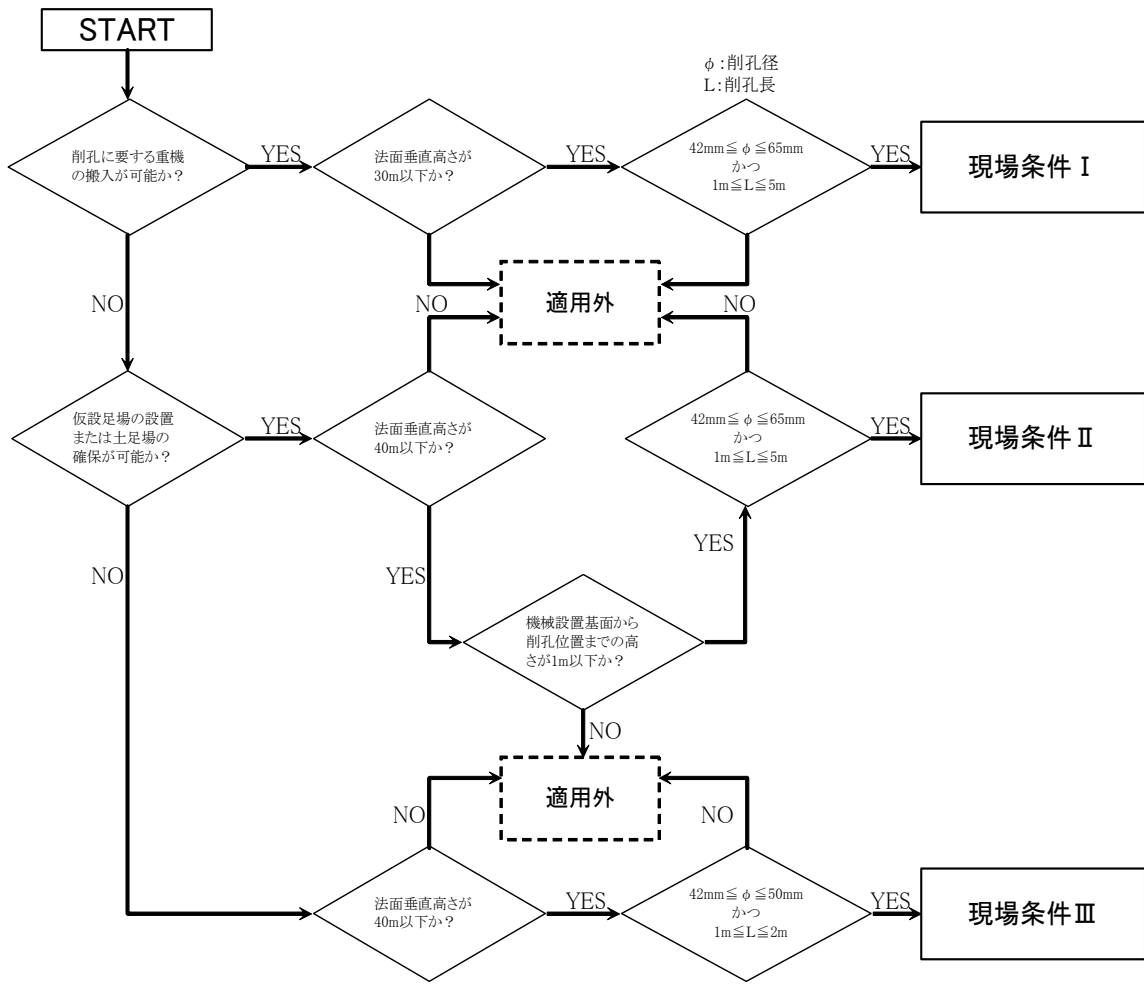 START
φ:削孔径
L:削孔長
削孔に要する重機
の搬入が可能か？
YES
法面垂直高さが
30m以下か？
YES
42mm≦φ≦65mm
かつ
1m≦L≦5m
YES
現場条件Ⅰ
NO
NO
適用外
NO
仮設足場の設置
または土足場の
確保が可能か？
YES
法面垂直高さが
40m以下か？
42mm≦φ≦65mm
かつ
1m≦L≦5m
YES
現場条件Ⅱ
NO
YES
YES
機械設置基面から
削孔位置までの高
さが1m以下か？
NO
適用外
NO
NO
法面垂直高さが
40m以下か？
YES
42mm≦φ≦50mm
かつ
1m≦L≦2m
YES
現場条件Ⅲ